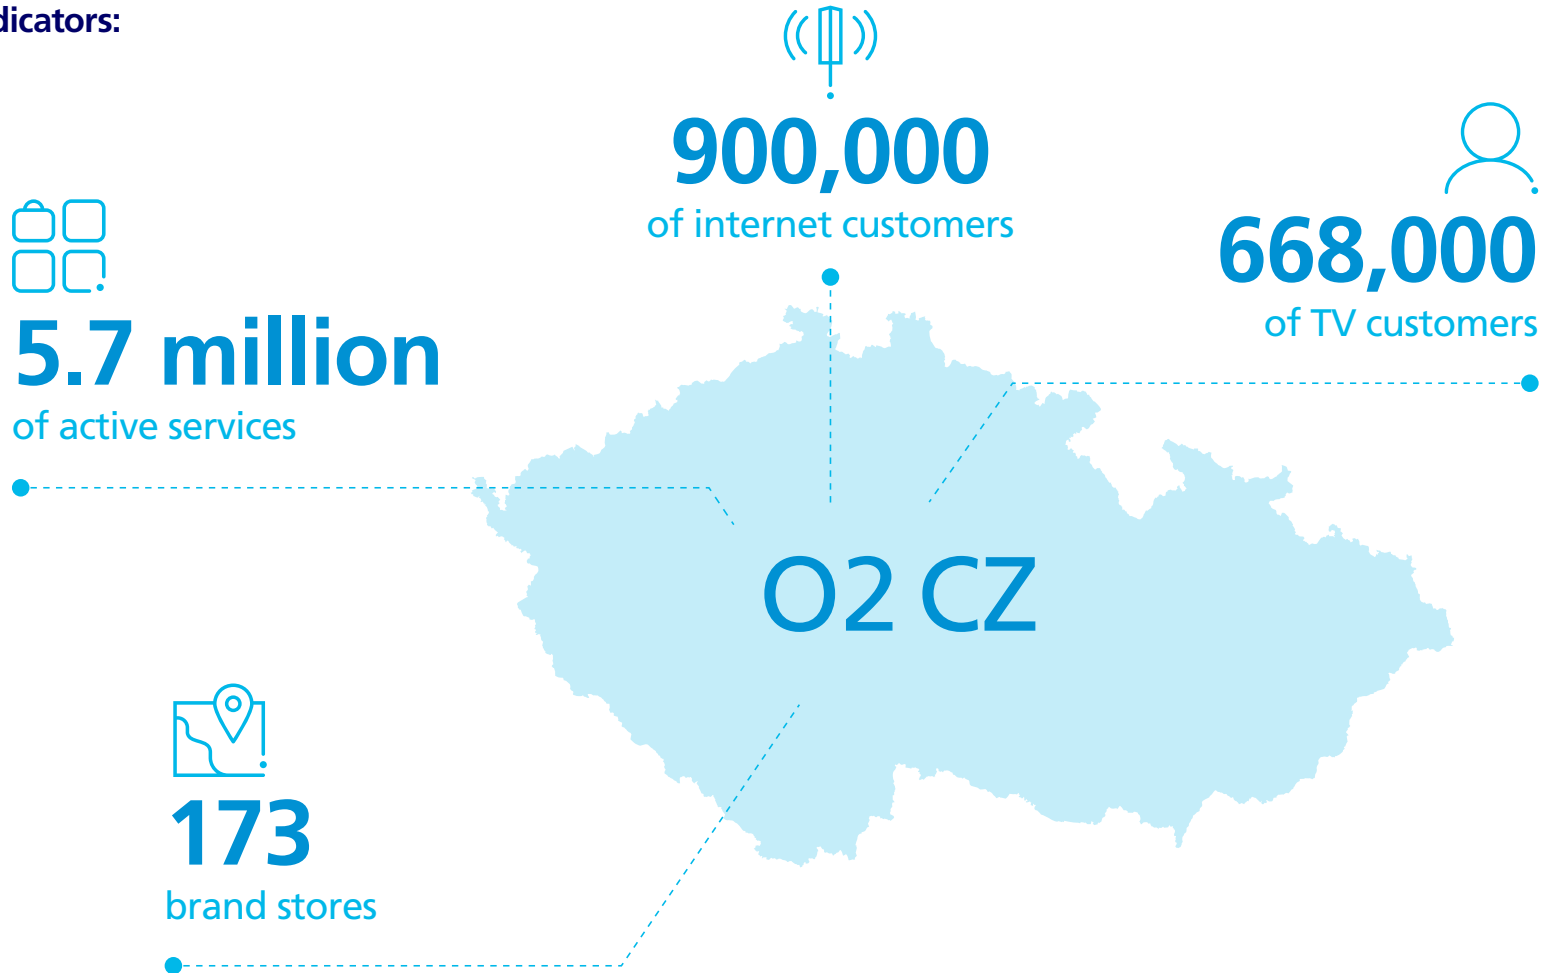 dicators:
900,000
of internet customers
668,000
of TV customers
5.7 million
of active services
O2 CZ
173
brand stores